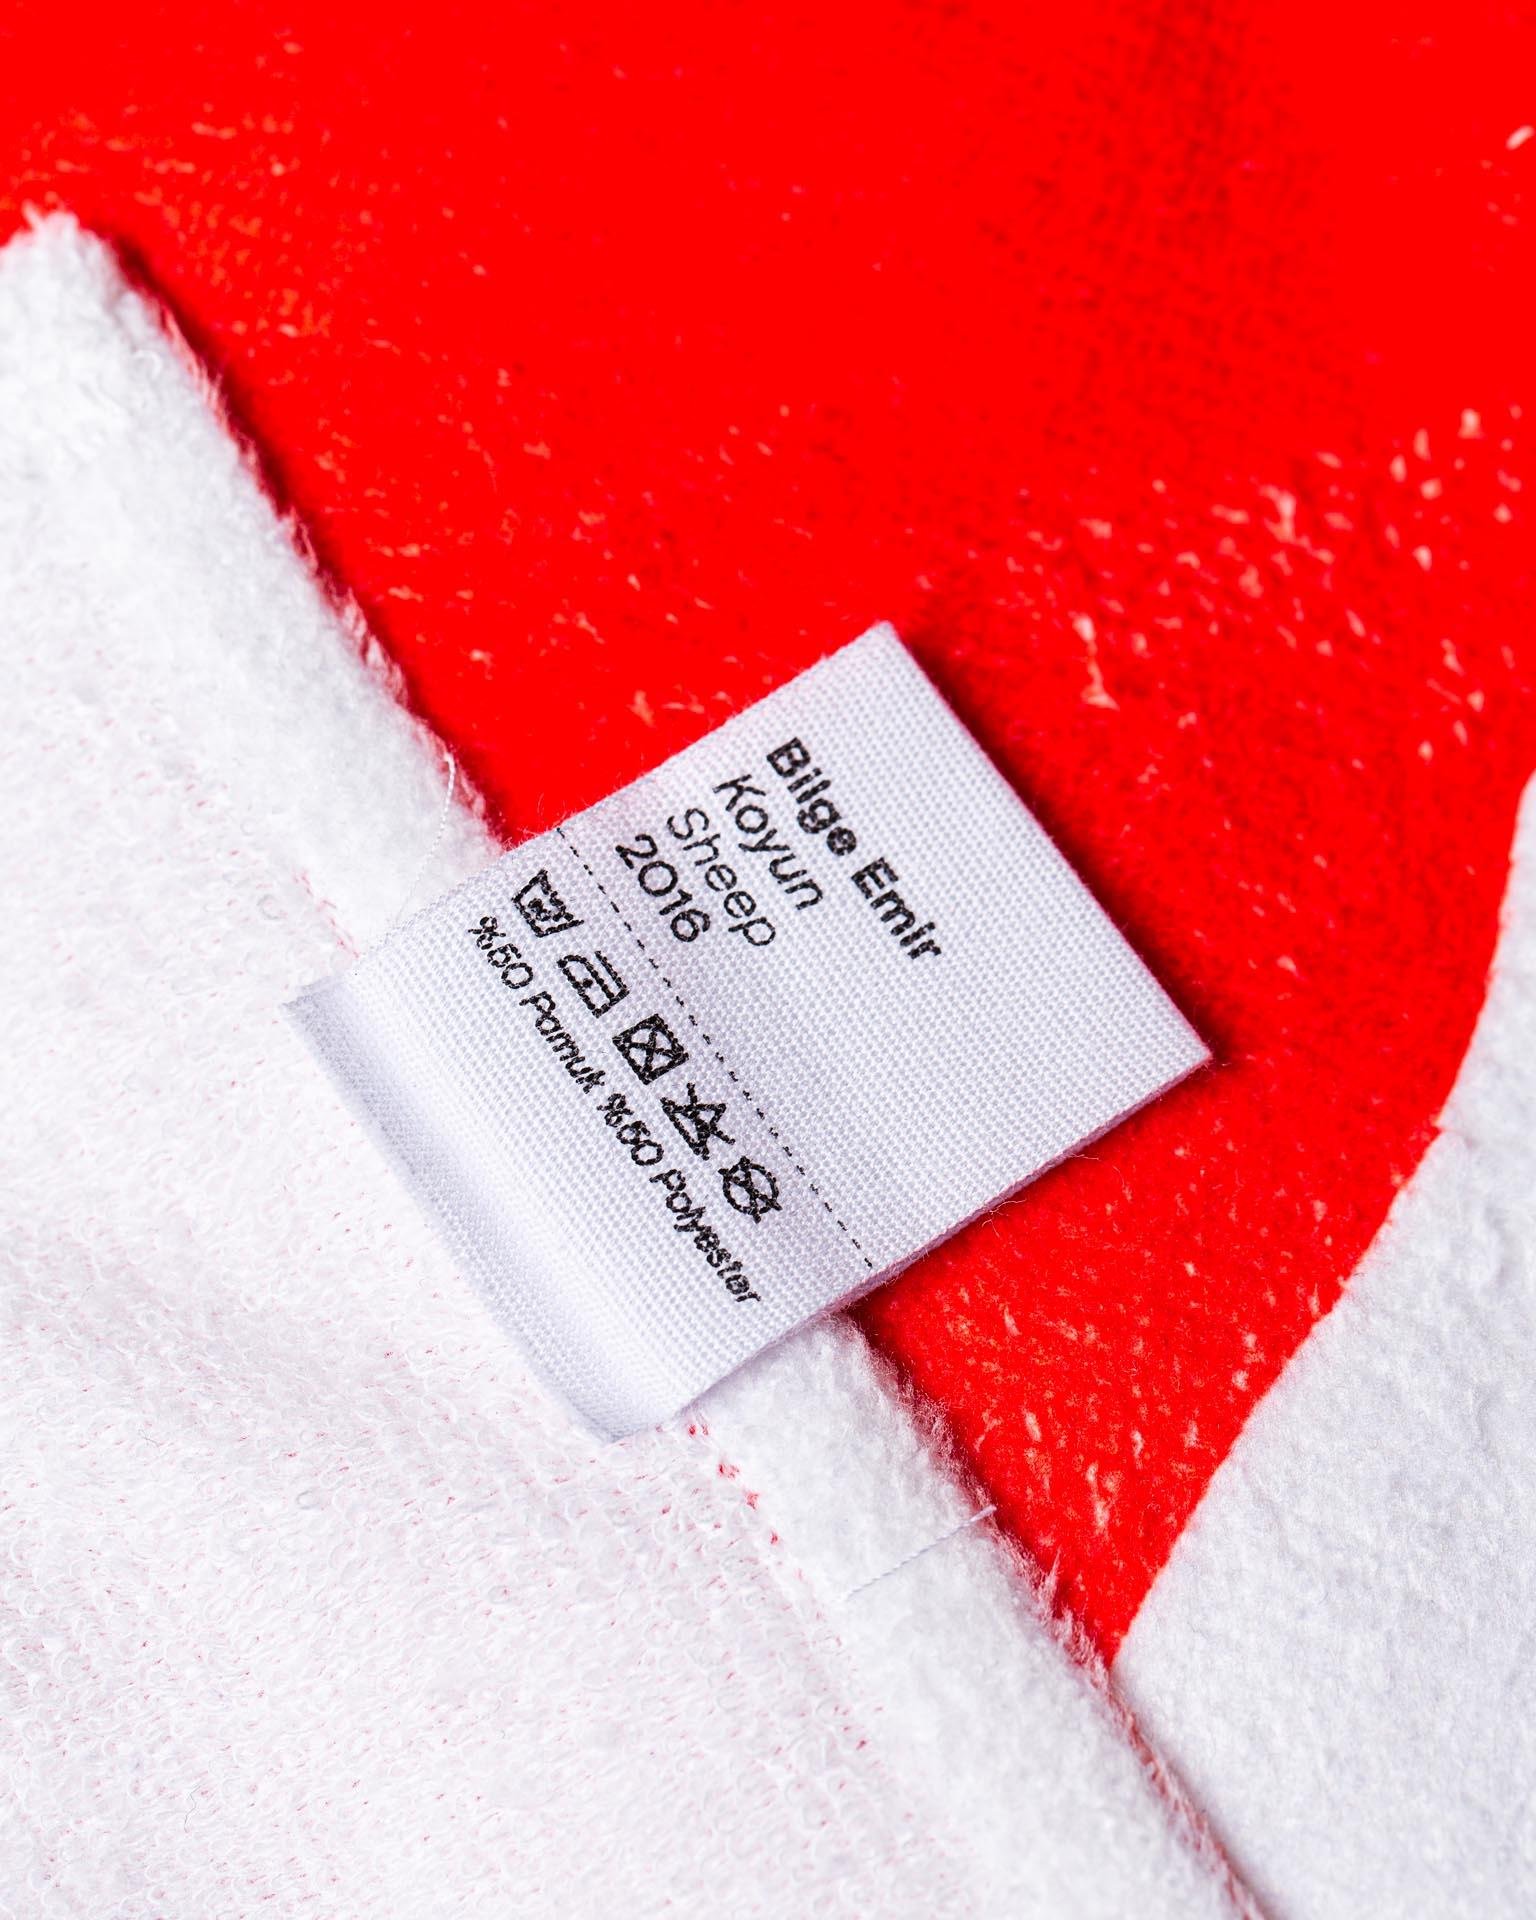 Bilge Emir
Koyun
Sheep
2016
%50 Pamuk %50 Polyester